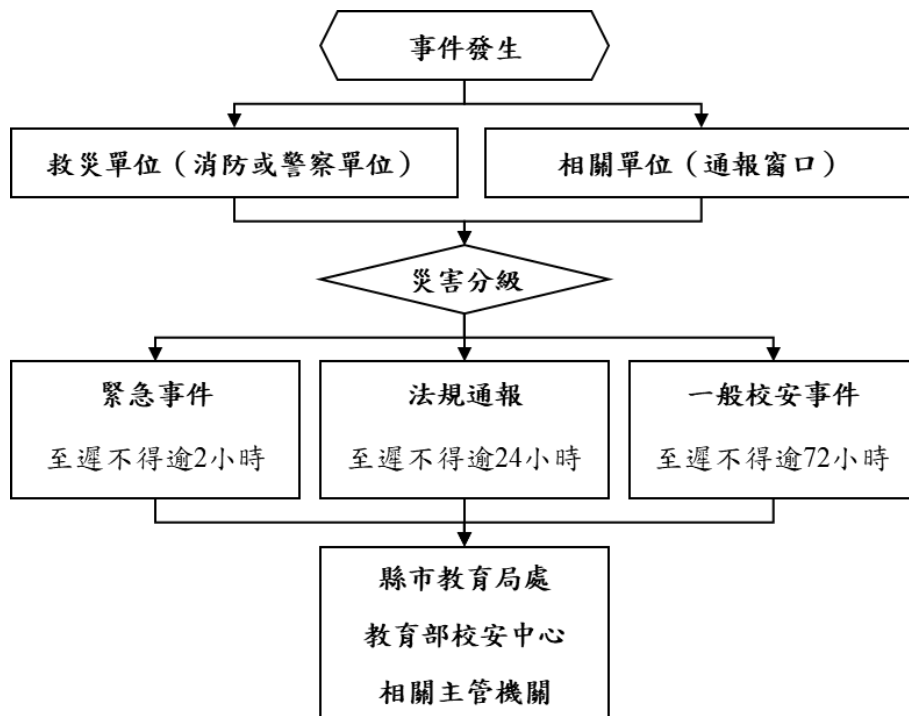 事件發生
救災單位（消防或警察單位）
相關單位（通報窗口）
災害分級
緊急事件
至遲不得逾2小時
法規通報
至遲不得逾24小時
一般校安事件
至遲不得逾72小時
縣市教育局處
教育部校安中心
相關主管機關